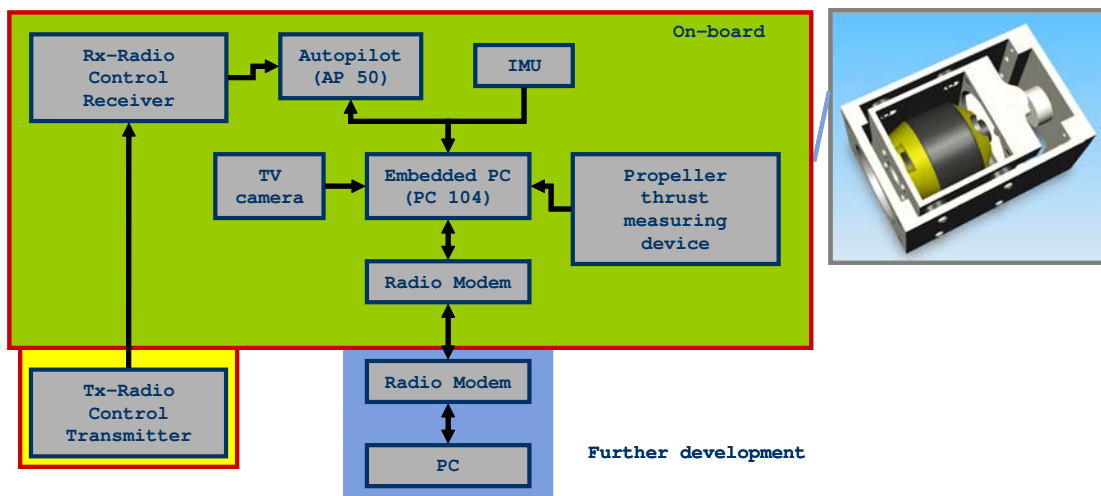 On-board
Rx-Radio
Control
Receiver
Autopilot
(AP 50)
IMU
TV
camera
Embedded PC
(PC 104)
Propeller
thrust
measuring
device
Radio Modem
Tx-Radio
Control
Transmitter
Radio Modem
PC
Further development